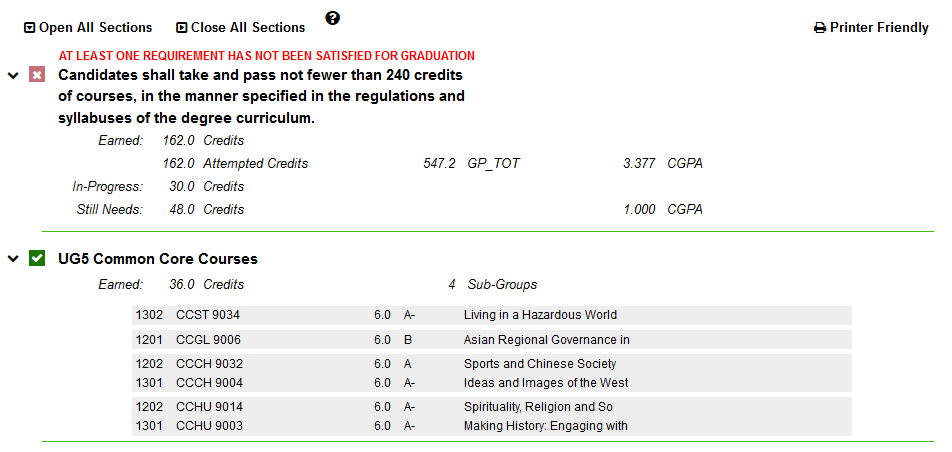 Open All Sections Close All Sections ? Printer Friendly
AT LEAST ONE REQUIREMENT HAS NOT BEEN SATISFIED FOR GRADUATION
Candidates shall take and pass not fewer than 240 credits
of courses, in the manner specified in the regulations and
syllabuses of the degree curriculum.
Earned: 162.0 Credits
162.0 Attempted Credits 547.2 GP_TOT 3.377 CGPA
In-Progress: 30.0 Credits
Still Needs: 48.0 Credits 1.000 CGPA
UG5 Common Core Courses
Earned: 36.0 Credits 4 Sub-Groups
1302 CCST 9034 6.0 A- Living in a Hazardous World
1201 CCGL 9006 6.0 B Asian Regional Governance in
1202 CCCH 9032 6.0 A Sports and Chinese Society
1301 CCCH 9004 6.0 A- Ideas and Images of the West
1202 CCHU 9014 6.0 A- Spirituality, Religion and So
1301 CCHU 9003 6.0 A- Making History: Engaging with